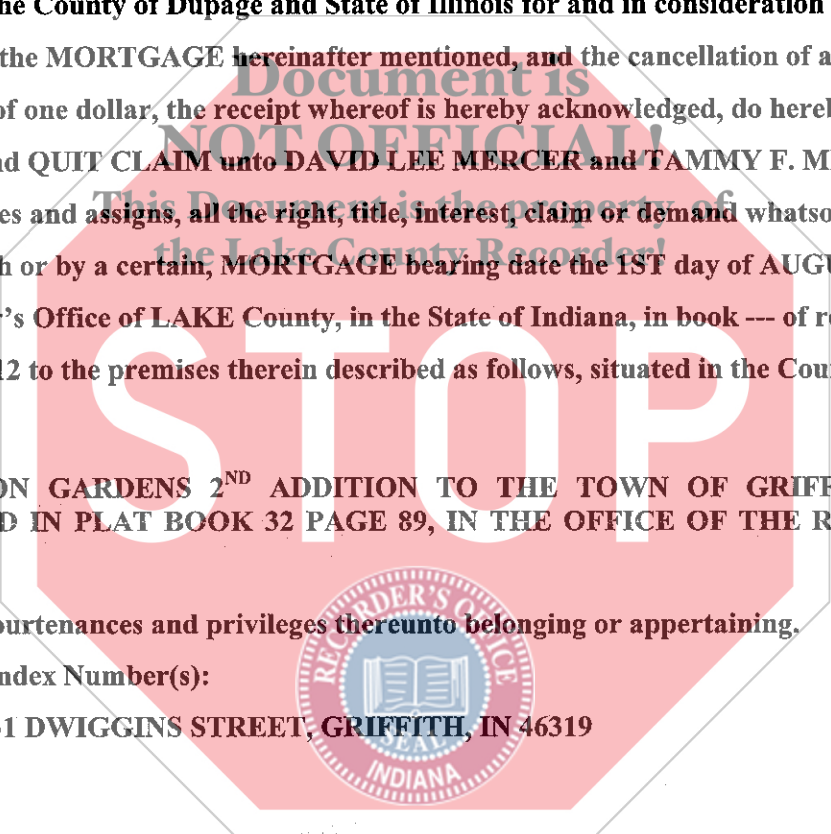 he County of Dupage and State of Illinois for and in consideration
the MORTGAGE hereinafter mentioned, and the cancellation of a
Document is
of one dollar, the receipt whereof is hereby acknowledged, do herel
NOT OFFICIAL!
nd QUIT CLAIM unto DAVID LEE MERCER and TAMMY F. M
This Document is the property of
es and assigns, all the right, title, interest, claim or demand whatso
the Lake County Recorder!
h or by a certain, MORTGAGE bearing date the 1ST day of AUGU
r's Office of LAKE County, in the State of Indiana, in book --- of r
12 to the premises therein described as follows, situated in the Cou
STOP
ON GARDENS 2ND ADDITION TO THE TOWN OF GRIFF
D IN PLAT BOOK 32 PAGE 89, IN THE OFFICE OF THE R
purtenances and privileges thereunto belonging or appertaining.
ndex Number(s):
51 DWIGGINS STREET, GRIFFITH, IN 46319
RECORDER'S OFFICE
SEAL
INDIANA